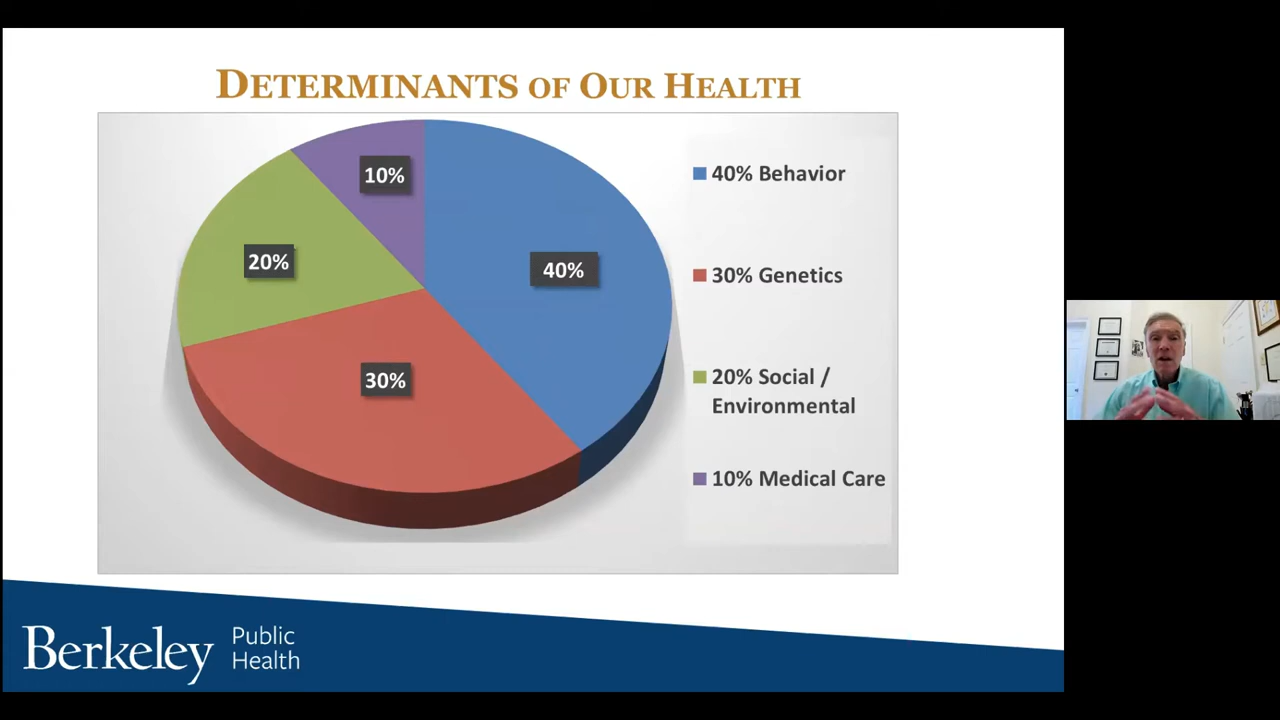 DETERMINANTS OF OUR HEALTH
10%
40%
20%
30%
40% Behavior
30% Genetics
20% Social /
Environmental
10% Medical Care
Berkeley
Public
Health